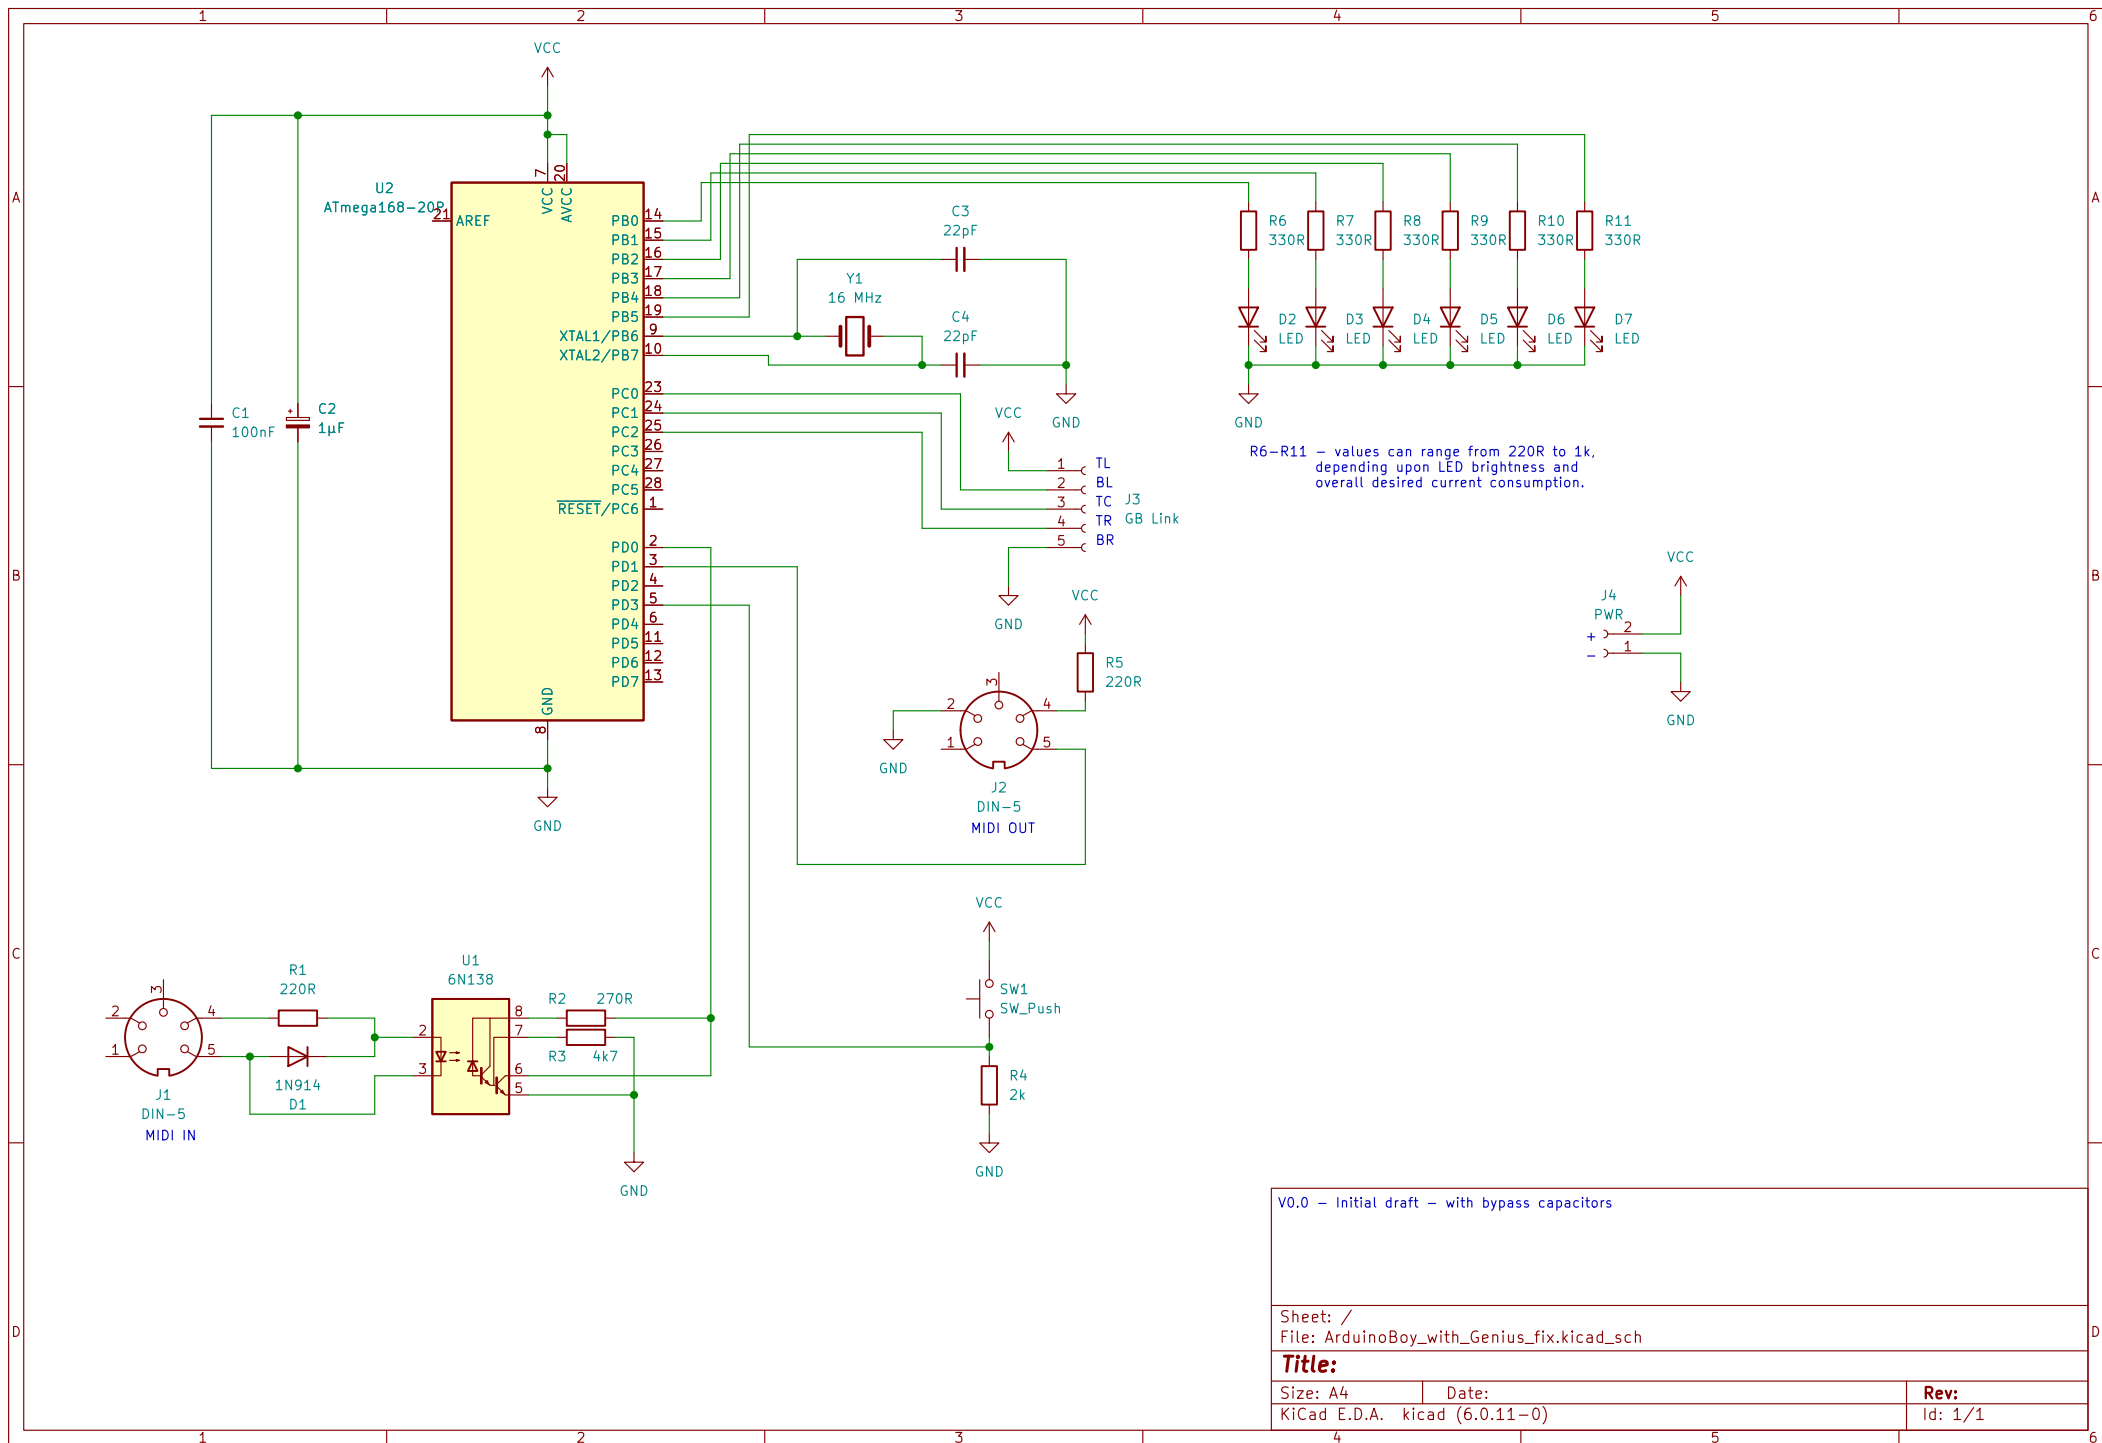 1 2 3 4 5 6
VCC
U2
ATmega168-20P
21 AREF
7 VCC
20 AVCC
PB0 14
PB1 15
PB2 16
PB3 17
PB4 18
PB5 19
XTAL1/PB6 9
XTAL2/PB7 10
PC0 23
PC1 24
PC2 25
PC3 26
PC4 27
PC5 28
RESET/PC6 1
PD0 2
PD1 3
PD2 4
PD3 5
PD4 6
PD5 11
PD6 12
PD7 13
GND 8
GND
C1
100nF
+
C2
1µF
C3
22pF
Y1
16 MHz
C4
22pF
GND
R6
330R
R7
330R
R8
330R
R9
330R
R10
330R
R11
330R
D2
LED
D3
LED
D4
LED
D5
LED
D6
LED
D7
LED
GND
R6-R11 - values can range from 220R to 1k,
depending upon LED brightness and
overall desired current consumption.
VCC
1 TL
2 BL
3 TC
4 TR
5 BR
J3
GB Link
GND
VCC
J4
PWR
+ 2
- 1
GND
VCC
R5
220R
3
2 4
1 5
GND
J2
DIN-5
MIDI OUT
VCC
SW1
SW_Push
R4
2k
GND
3
2 4
1 5
J1
DIN-5
MIDI IN
R1
220R
1N914
D1
U1
6N138
2
3
8
7
6
5
R2 270R
R3 4k7
GND
A A
B B
C C
D D
V0.0 - Initial draft - with bypass capacitors
Sheet: /
File: ArduinoBoy_with_Genius_fix.kicad_sch
Title:
Size: A4 Date: Rev:
KiCad E.D.A. kicad (6.0.11-0) Id: 1/1
1 2 3 4 5 6